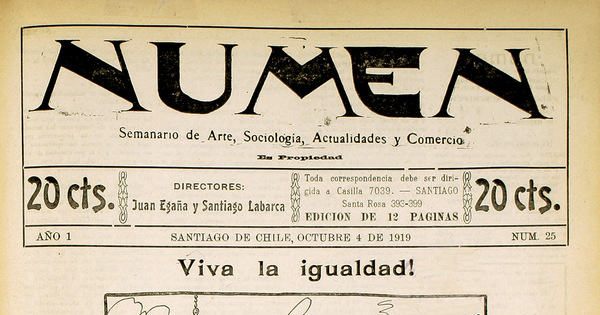 NUMEN
Semanario de Arte, Sociología, Actualidades y Comercio
Es Propiedad
20 cts.
DIRECTORES:
Juan Egaña y Santiago Labarca
Toda correspondencia debe ser diri-
gida a Casilla 7039. — SANTIAGO
Santa Rosa 393-399
EDICION DE 12 PAGINAS
20 cts.
AÑO 1 SANTIAGO DE CHILE, OCTUBRE 4 DE 1919 NUM. 25
Viva la igualdad!